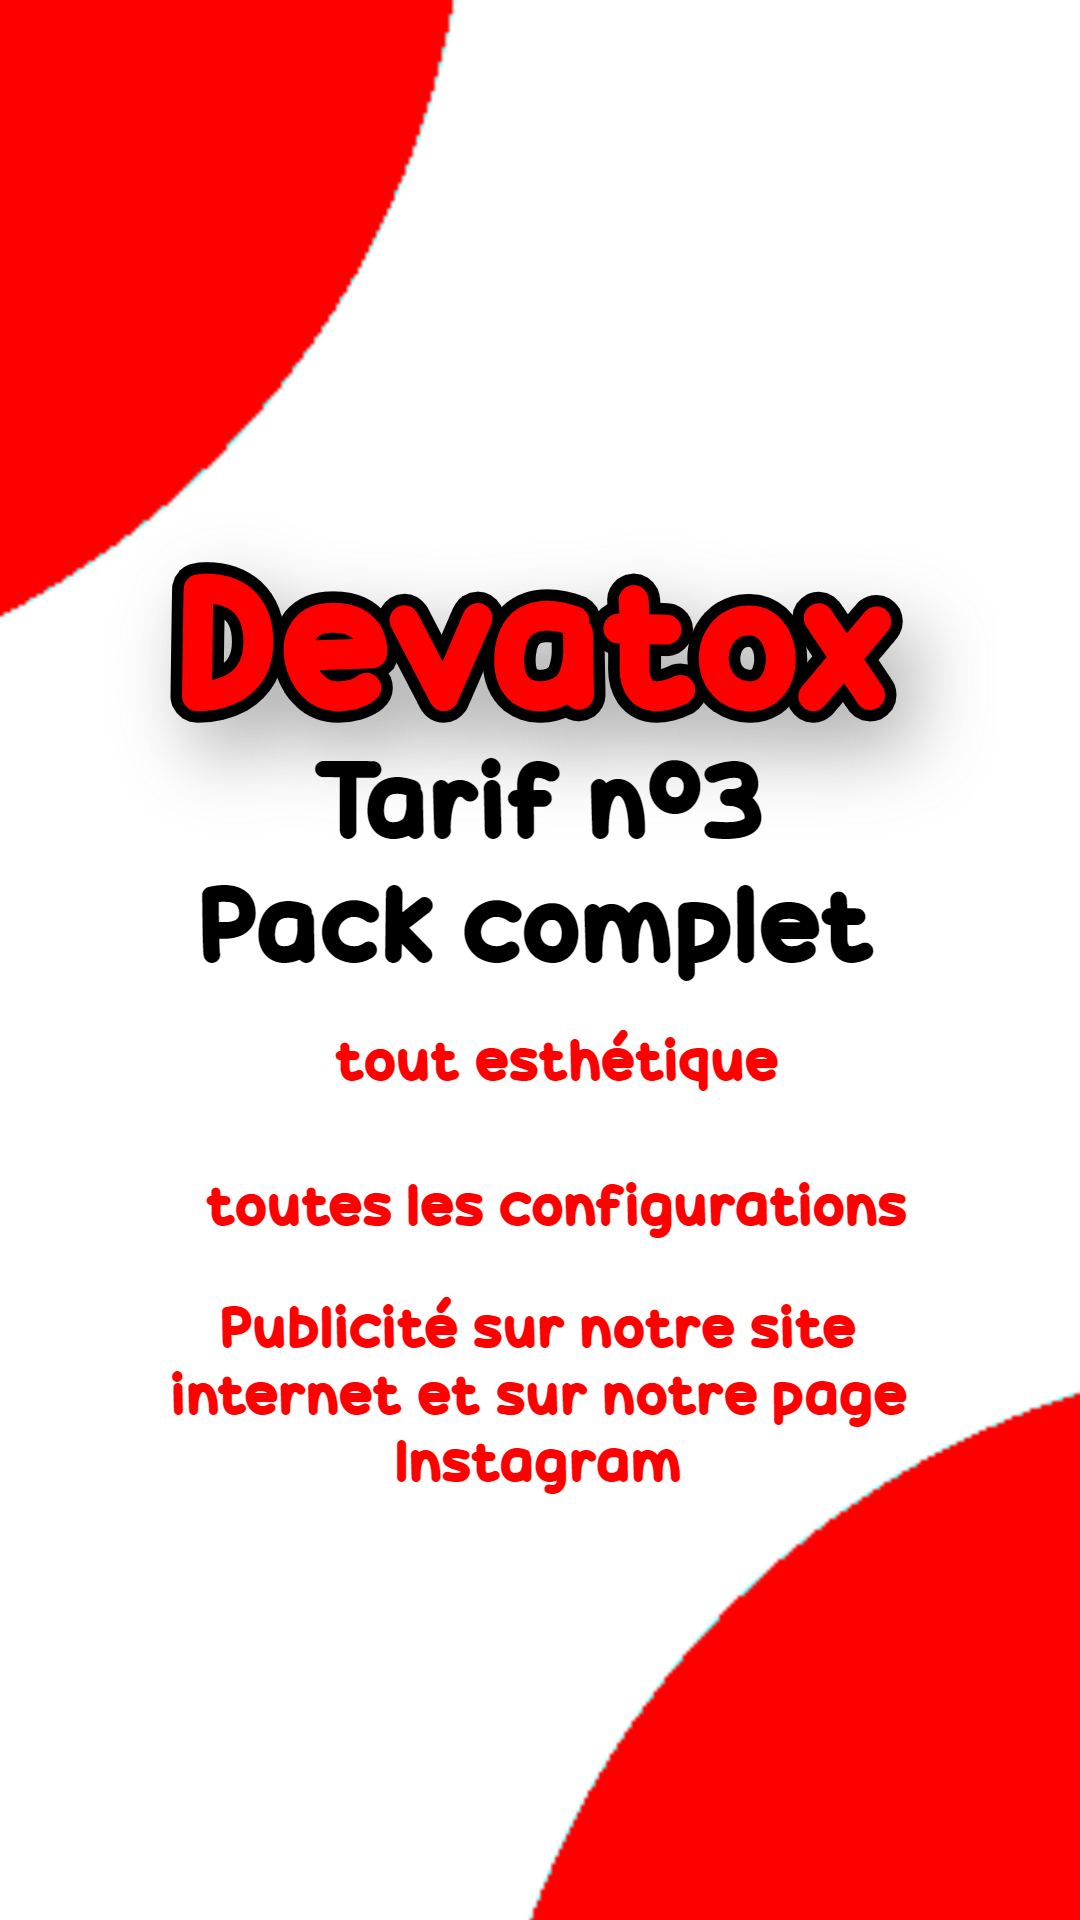 Devatox
Tarif n°3
Pack complet
tout esthétique
toutes les configurations
Publicité sur notre site
internet et sur notre page
Instagram